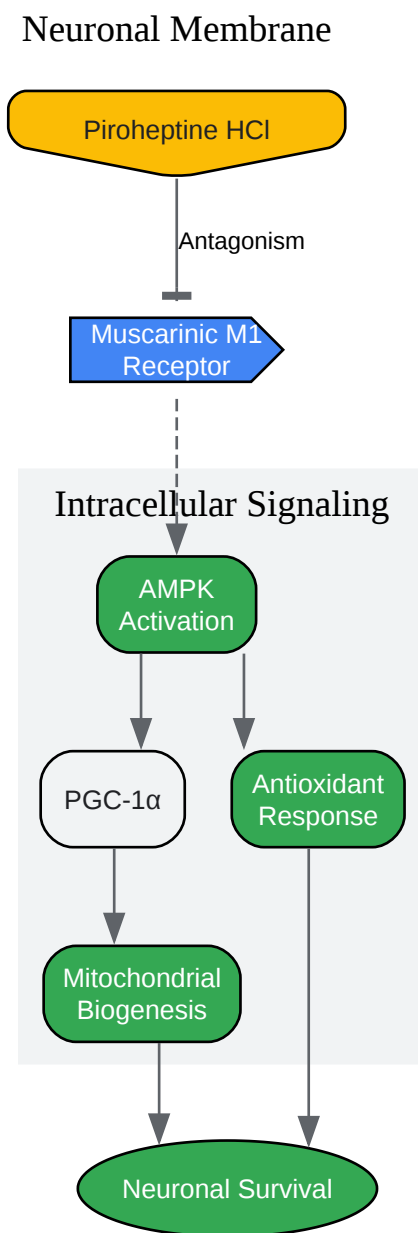 Neuronal Membrane
Piroheptine HCl
Antagonism
Muscarinic M1
Receptor
Intracellular Signaling
AMPK
Activation
PGC-1α
Antioxidant
Response
Mitochondrial
Biogenesis
Neuronal Survival